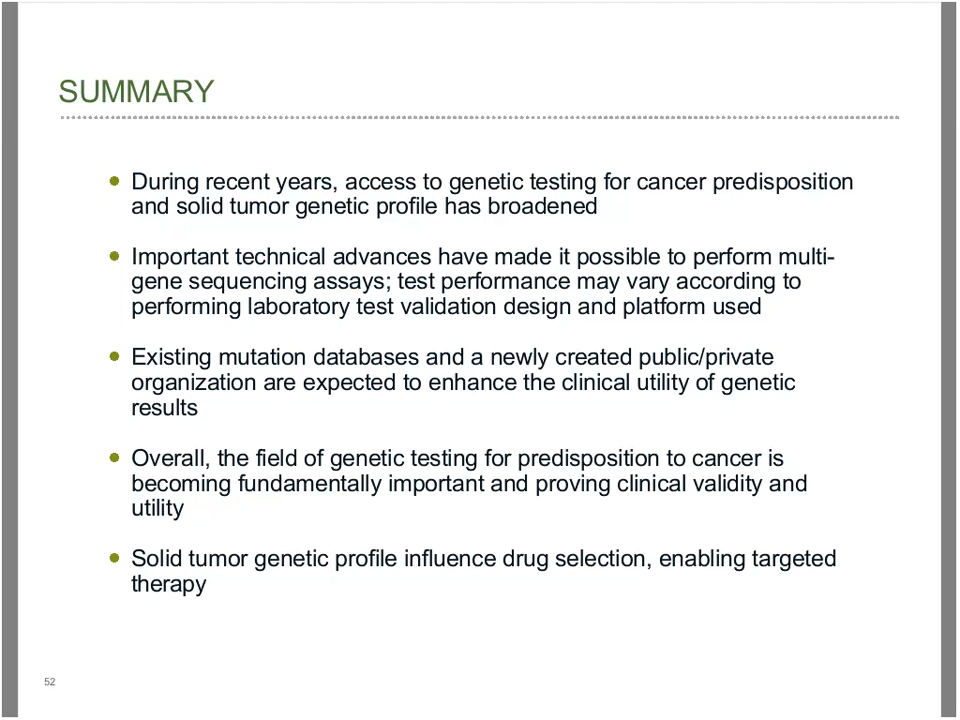 SUMMARY
During recent years, access to genetic testing for cancer predisposition
and solid tumor genetic profile has broadened
Important technical advances have made it possible to perform multi-
gene sequencing assays; test performance may vary according to
performing laboratory test validation design and platform used
Existing mutation databases and a newly created public/private
organization are expected to enhance the clinical utility of genetic
results
Overall, the field of genetic testing for predisposition to cancer is
becoming fundamentally important and proving clinical validity and
utility
Solid tumor genetic profile influence drug selection, enabling targeted
therapy
52